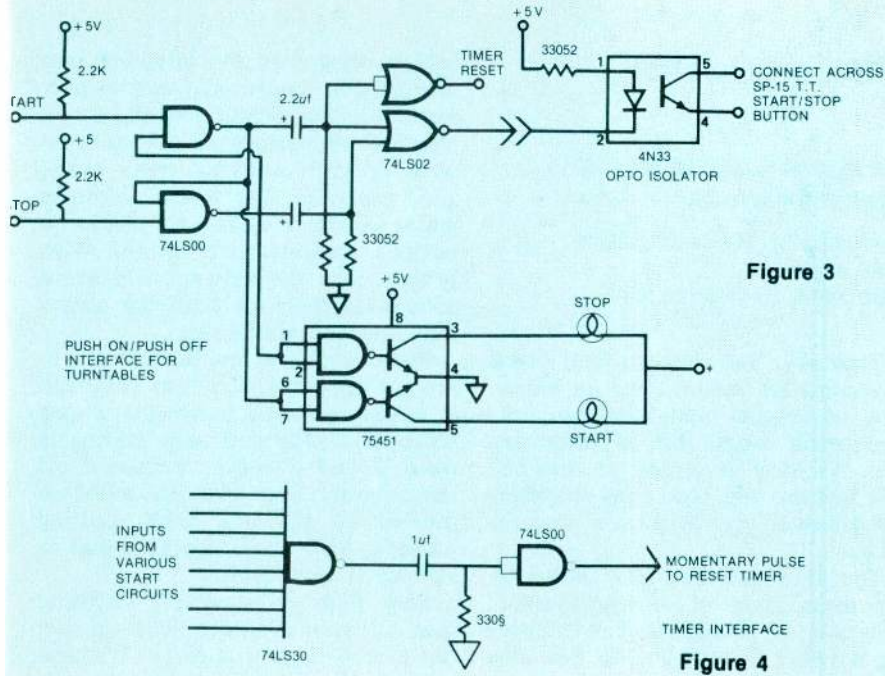 +5V
2.2K
TART
+5
2.2K
TOP
74LS00
2.2uf
+
+
33052
TIMER
RESET
74LS02
+5V
33052
1
2
5
4
4N33
OPTO ISOLATOR
CONNECT ACROSS
SP-15 T.T.
START/STOP
BUTTON
Figure 3
PUSH ON/PUSH OFF
INTERFACE FOR
TURNTABLES
+5V
8
1
2
6
7
3
4
5
75451
STOP
START
+
INPUTS
FROM
VARIOUS
START
CIRCUITS
74LS30
1uf
330§
74LS00
MOMENTARY PULSE
TO RESET TIMER
TIMER INTERFACE
Figure 4